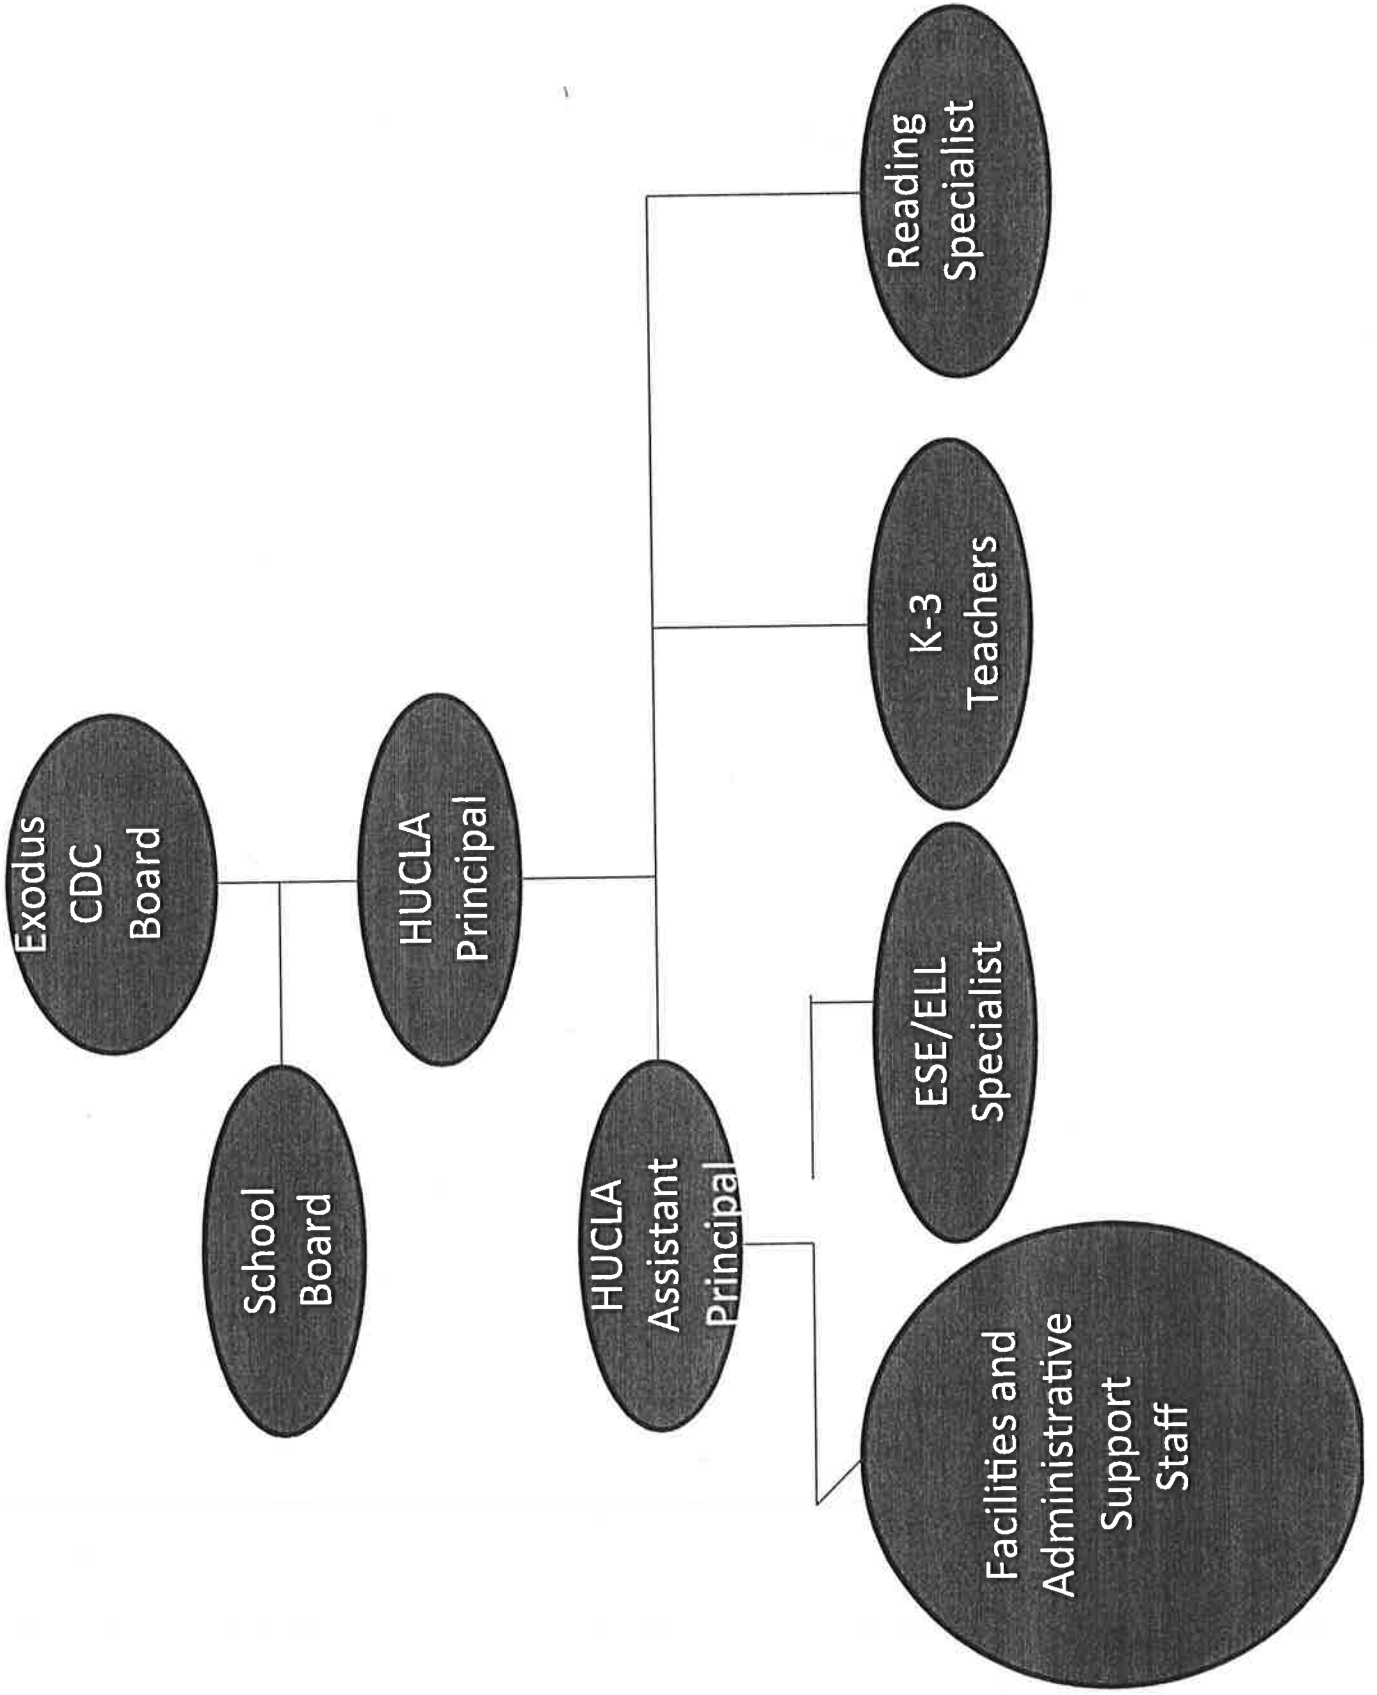 Exodus
CDC
Board
School
Board
HUCLA
Principal
HUCLA
Assistant
Principal
Facilities and
Administrative
Support
Staff
ESE/ELL
Specialist
K-3
Teachers
Reading
Specialist